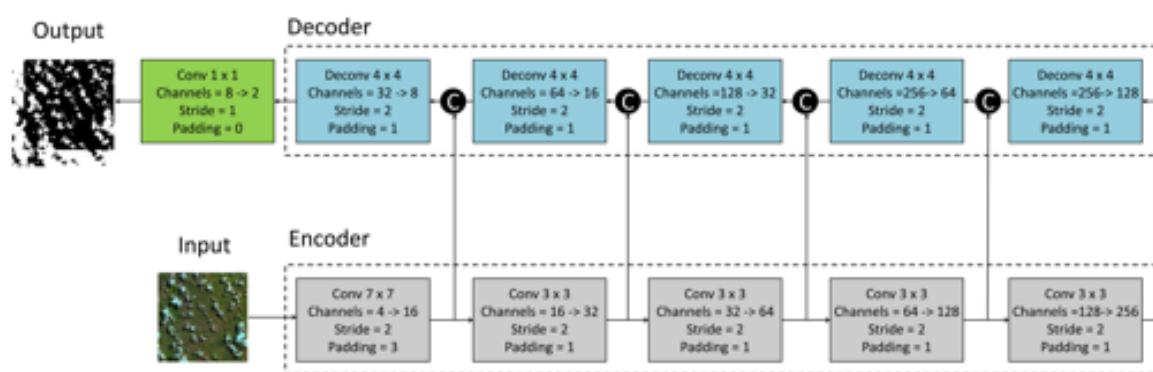 Output
Decoder
Conv 1 x 1
Channels = 8 -> 2
Stride = 1
Padding = 0
Deconv 4 x 4
Channels = 32 -> 8
Stride = 2
Padding = 1
C
Deconv 4 x 4
Channels = 64 -> 16
Stride = 2
Padding = 1
C
Deconv 4 x 4
Channels =128 -> 32
Stride = 2
Padding = 1
C
Deconv 4 x 4
Channels =256-> 64
Stride = 2
Padding = 1
C
Deconv 4 x 4
Channels =256-> 128
Stride = 2
Padding = 1
Input
Encoder
Conv 7 x 7
Channels = 4 -> 16
Stride = 2
Padding = 3
Conv 3 x 3
Channels = 16 -> 32
Stride = 2
Padding = 1
Conv 3 x 3
Channels = 32 -> 64
Stride = 2
Padding = 1
Conv 3 x 3
Channels = 64 -> 128
Stride = 2
Padding = 1
Conv 3 x 3
Channels =128-> 256
Stride = 2
Padding = 1